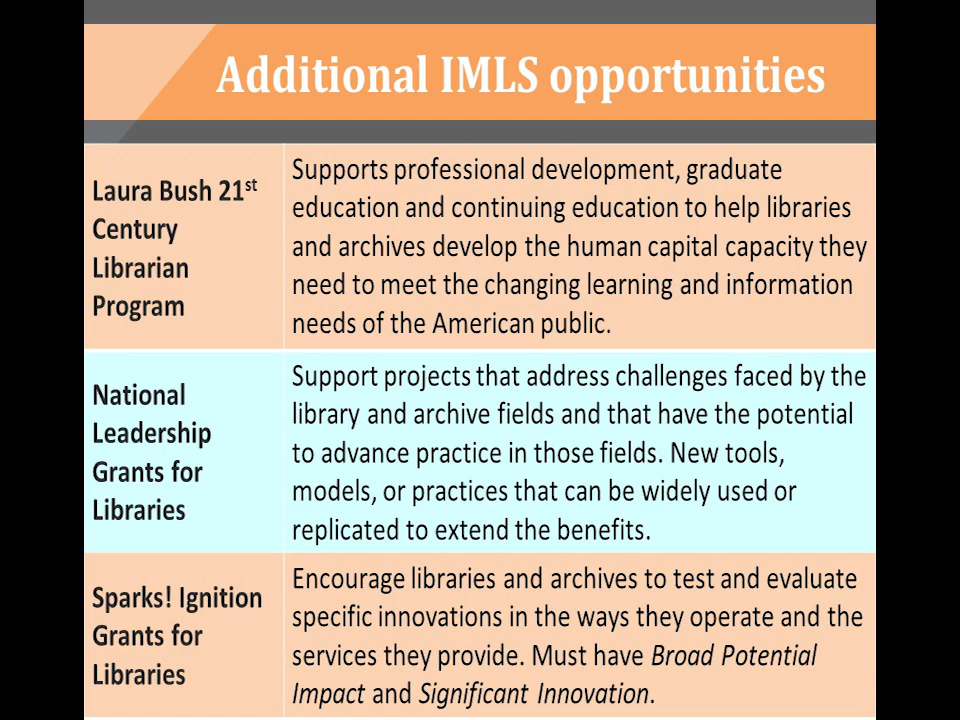 Additional IMLS opportunities
Laura Bush 21st
Century
Librarian
Program
Supports professional development, graduate
education and continuing education to help libraries
and archives develop the human capital capacity they
need to meet the changing learning and information
needs of the American public.
National
Leadership
Grants for
Libraries
Support projects that address challenges faced by the
library and archive fields and that have the potential
to advance practice in those fields. New tools,
models, or practices that can be widely used or
replicated to extend the benefits.
Sparks! Ignition
Grants for
Libraries
Encourage libraries and archives to test and evaluate
specific innovations in the ways they operate and the
services they provide. Must have Broad Potential
Impact and Significant Innovation.